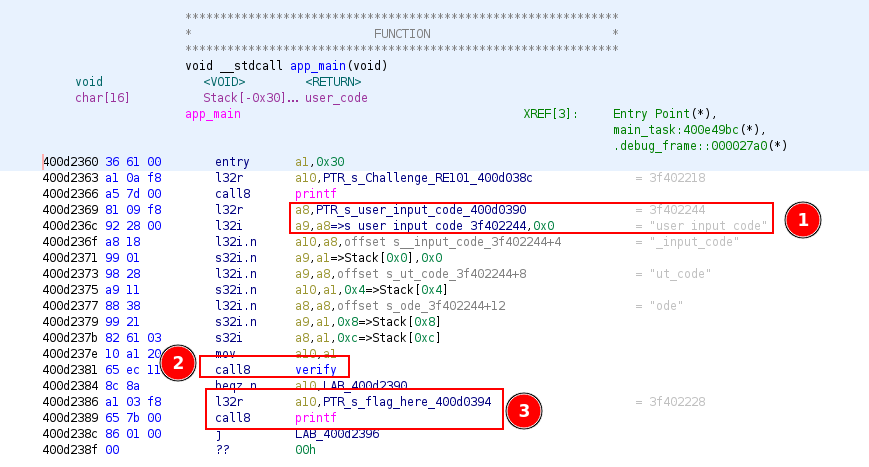 ************************************************************
* FUNCTION *
************************************************************
void __stdcall app_main(void)
void <VOID> <RETURN>
char[16] Stack[-0x30]... user_code
app_main XREF[3]: Entry Point(*),
main_task:400e49bc(*),
.debug_frame::000027a0(*)
400d2360 36 61 00 entry a1,0x30
400d2363 a1 0a f8 l32r a10,PTR_s_Challenge_RE101_400d038c = 3f402218
400d2366 a5 7d 00 call8 printf
400d2369 81 09 f8 l32r a8,PTR_s_user_input_code_400d0390 = 3f402244
400d236c 92 28 00 l32i a9,a8=>s_user_input_code_3f402244,0x0 = "user_input_code"
1
400d236f a8 18 l32i.n a10,a8,offset s__input_code_3f402244+4 = "_input_code"
400d2371 99 01 s32i.n a9,a1=>Stack[0x0],0x0
400d2373 98 28 l32i.n a9,a8,offset s_ut_code_3f402244+8 = "ut_code"
400d2375 a9 11 s32i.n a10,a1,0x4=>Stack[0x4]
400d2377 88 38 l32i.n a8,a8,offset s_ode_3f402244+12 = "ode"
400d2379 99 21 s32i.n a9,a1,0x8=>Stack[0x8]
400d237b 82 61 03 s32i a8,a1,0xc=>Stack[0xc]
400d237e 10 a1 20 mov a10,a1
2
400d2381 65 ec 11 call8 verify
400d2384 8c 8a beqz.n a10,LAB_400d2390
400d2386 a1 03 f8 l32r a10,PTR_s_flag_here_400d0394 = 3f402228
3
400d2389 65 7b 00 call8 printf
400d238c 86 01 00 j LAB_400d2396
400d238f 00 ?? 00h